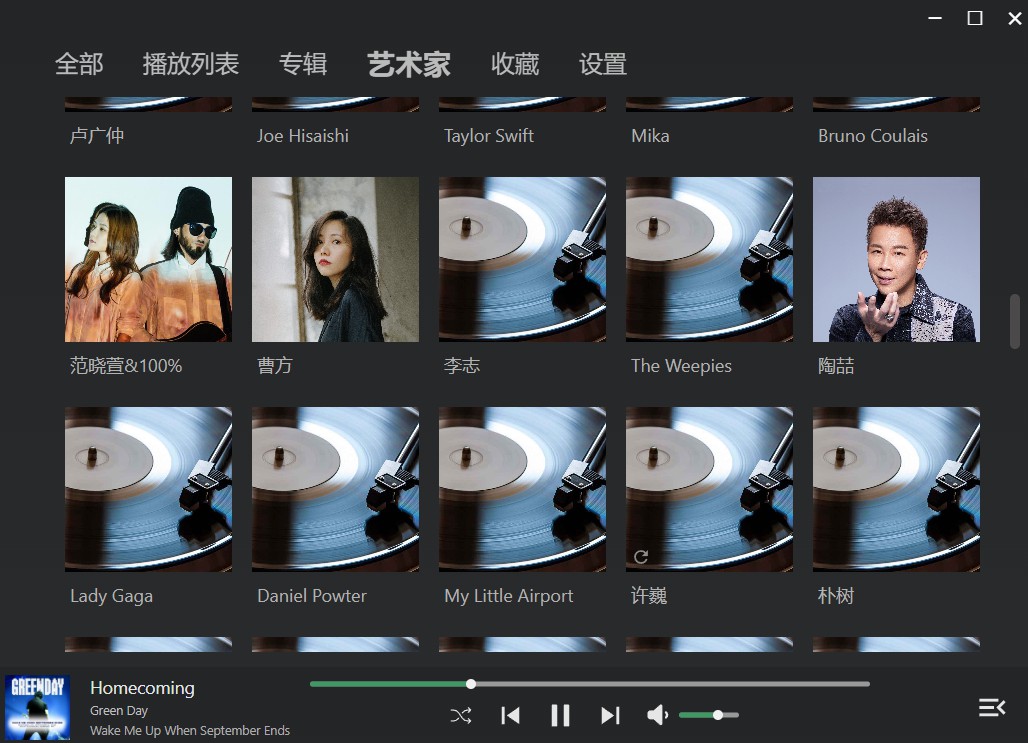 全部 播放列表 专辑 艺术家 收藏 设置
卢广仲 Joe Hisaishi Taylor Swift Mika Bruno Coulais
范晓萱&100% 曹方 李志 The Weepies 陶喆
Lady Gaga Daniel Powter My Little Airport 许巍 朴树
GREEN DAY
Homecoming
Green Day
Wake Me Up When September Ends